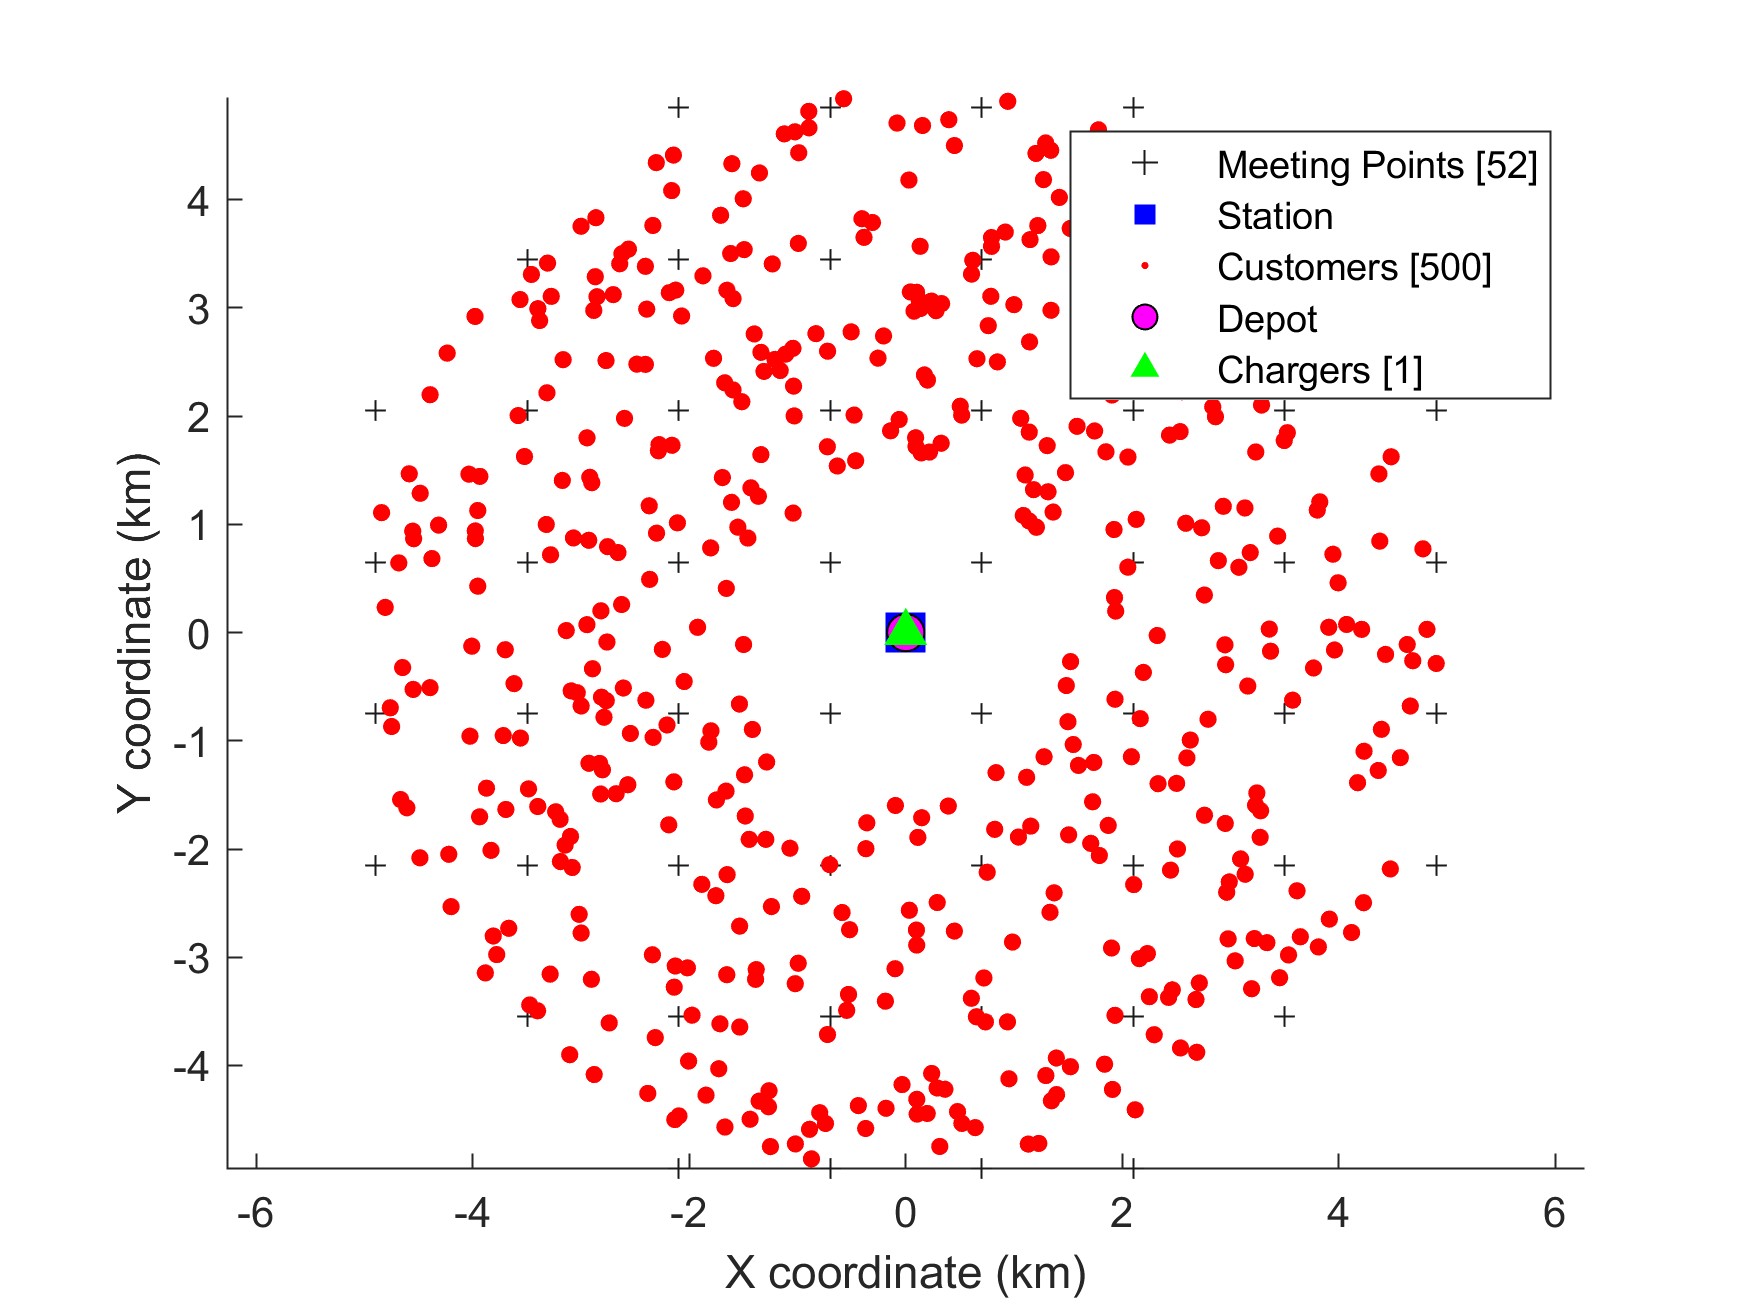 Meeting Points [52]
Station
Customers [500]
Depot
Chargers [1]
4
3
2
1
0
-1
-2
-3
-4
Y coordinate (km)
-6 -4 -2 0 2 4 6
X coordinate (km)